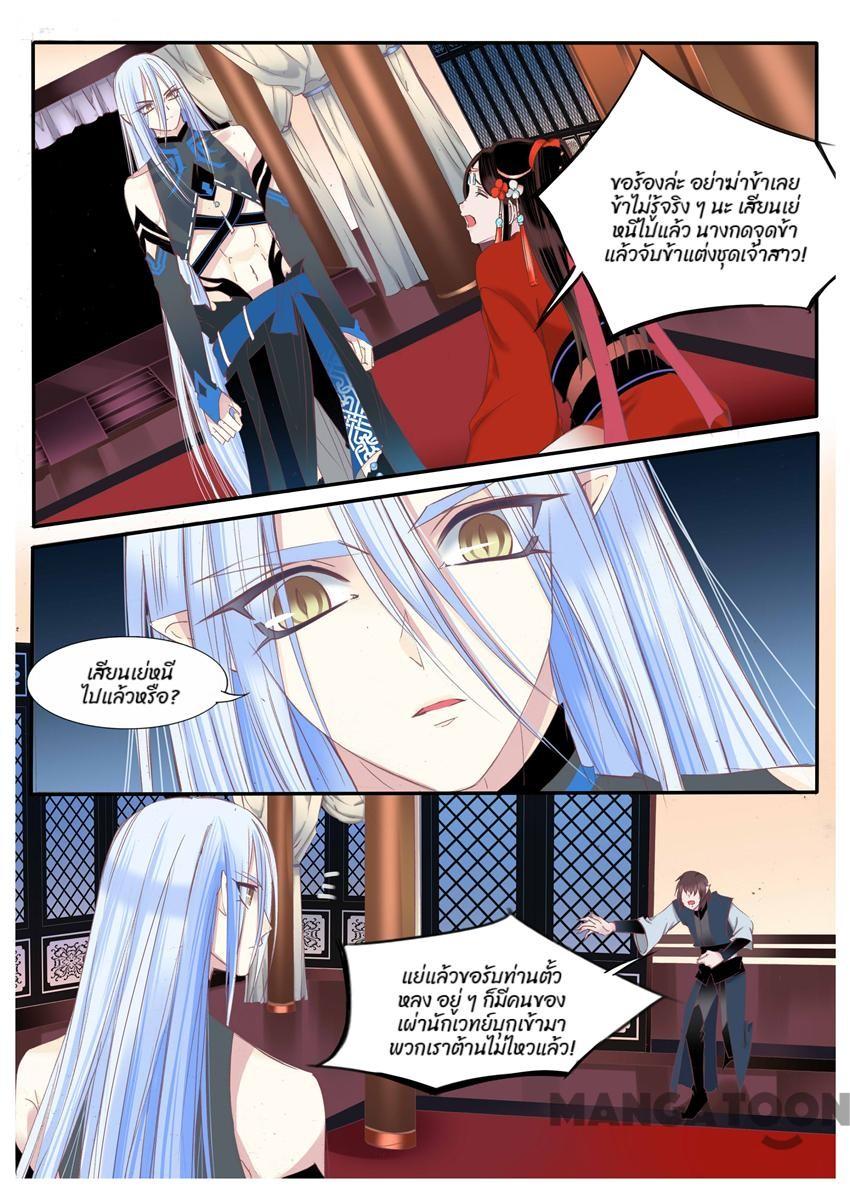 ขอร้องล่ะ อย่าฆ่าข้าเลย
ข้าไม่รู้จริง ๆ นะ เสียนเย่
หนีไปแล้ว นางกดจุดข้า
แล้วจับข้าแต่งชุดเจ้าสาว!
เสียนเย่หนี
ไปแล้วหรือ?
แย่แล้วขอรับท่านตั้ว
หลง อยู่ ๆ ก็มีคนของ
เผ่านักเวทย์บุกเข้ามา
พวกเราต้านไม่ไหวแล้ว!
MANGATOON